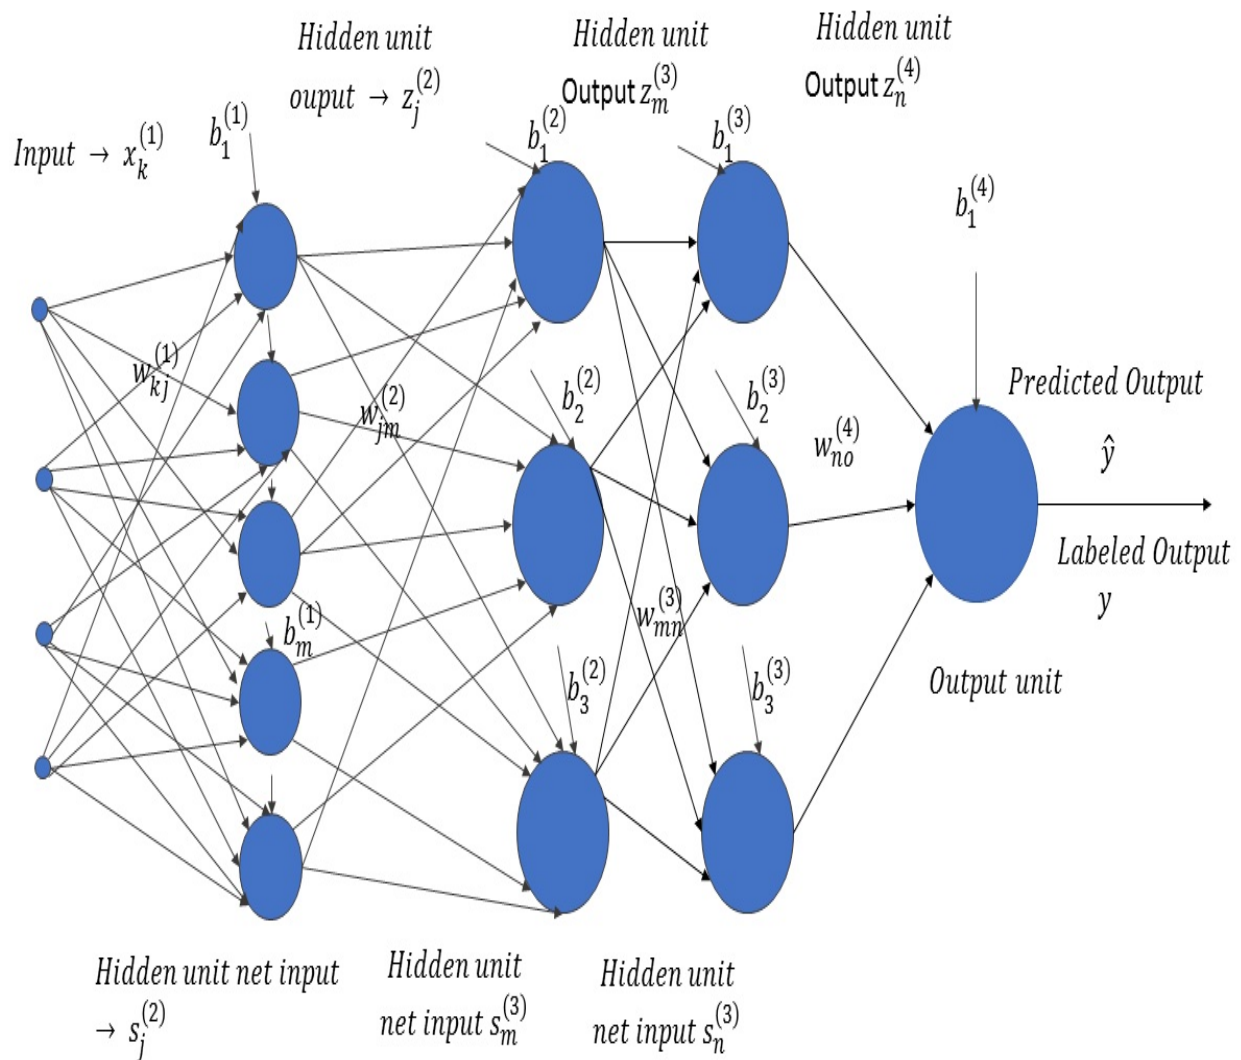 Hidden unit
ouput → z_j^(2)
Hidden unit
Output z_m^(3)
Hidden unit
Output z_n^(4)
Input → x_k^(1)
b_1^(1)
b_1^(2)
b_1^(3)
b_1^(4)
w_kj^(1)
w_jm^(2)
b_2^(2)
b_2^(3)
w_no^(4)
Predicted Output
ŷ
Labeled Output
y
b_m^(1)
w_mn^(3)
b_3^(2)
b_3^(3)
Output unit
Hidden unit net input
→ s_j^(2)
Hidden unit
net input s_m^(3)
Hidden unit
net input s_n^(3)